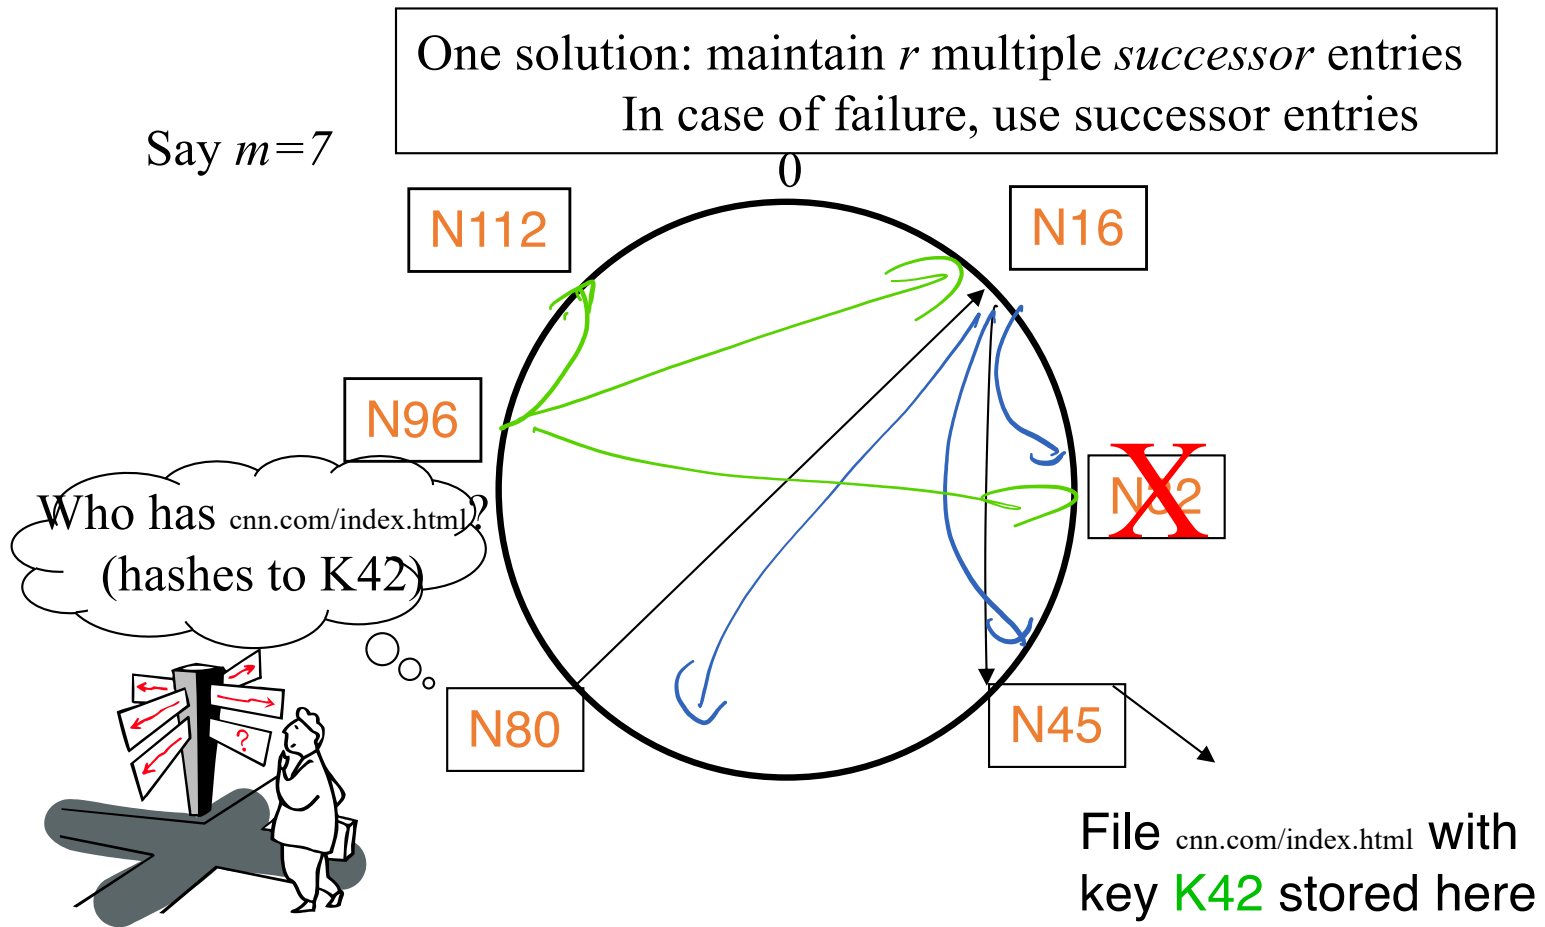 One solution: maintain r multiple successor entries
In case of failure, use successor entries
Say m=7
0
N112
N16
N96
N32
X
Who has cnn.com/index.html?
(hashes to K42)
?
N80
N45
File cnn.com/index.html with
key K42 stored here